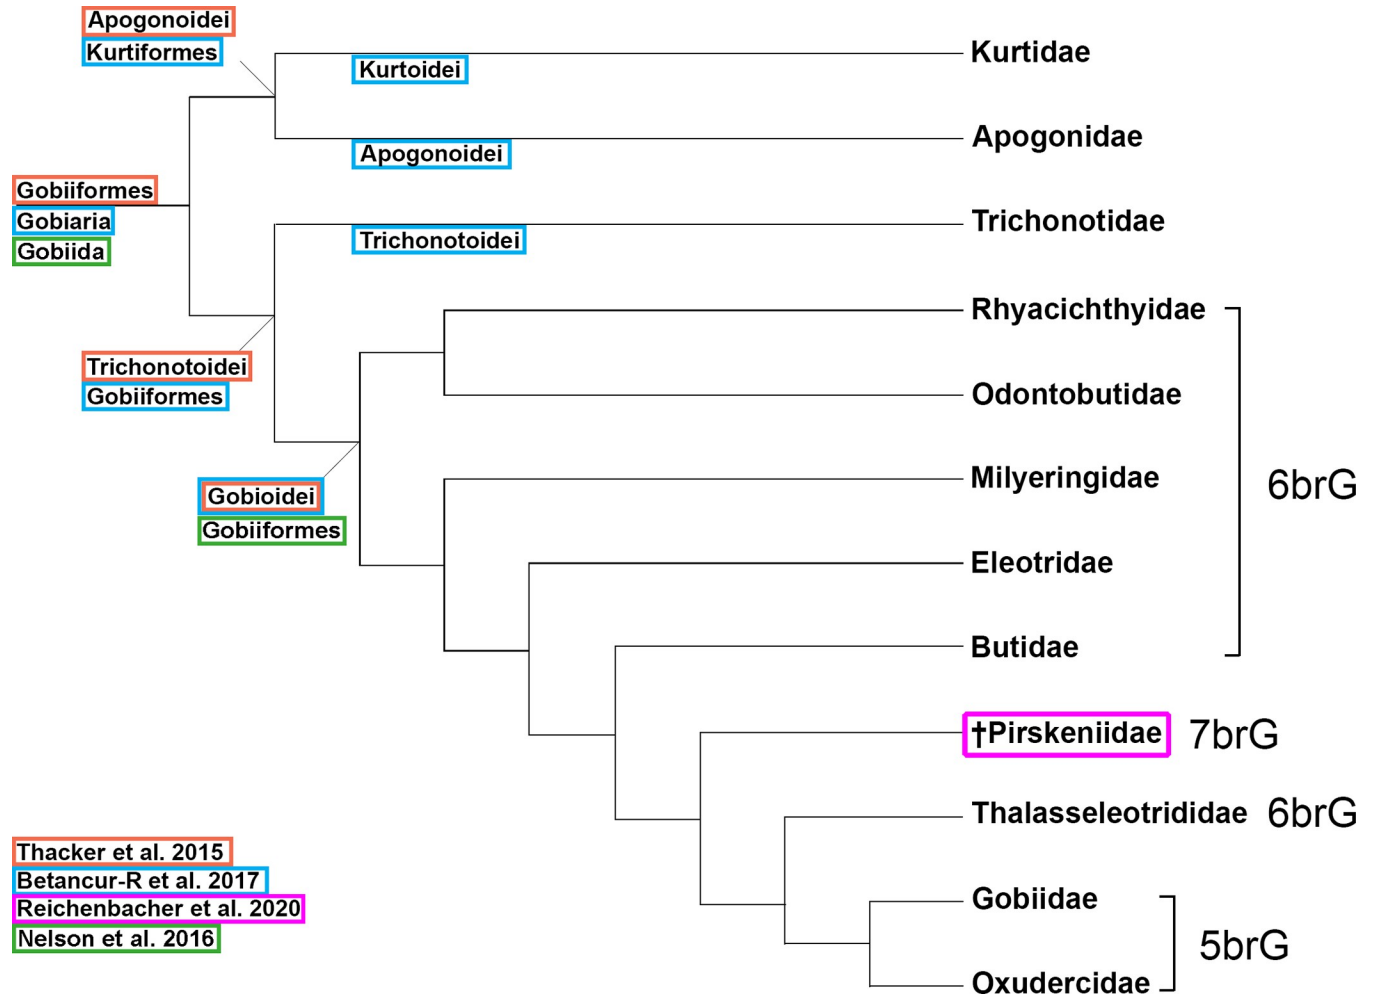 Apogonoidei
Kurtiformes
Kurtoidei
Kurtidae
Apogonoidei
Apogonidae
Gobiiformes
Gobiaria
Gobiida
Trichonotoidei
Trichonotidae
Trichonotoidei
Gobiiformes
Rhyacichthyidae
Odontobutidae
Gobioidei
Gobiiformes
Milyeringidae
6brG
Eleotridae
Butidae
†Pirskeniidae
7brG
Thalasseleotrididae
6brG
Gobiidae
5brG
Oxudercidae
Thacker et al. 2015
Betancur-R et al. 2017
Reichenbacher et al. 2020
Nelson et al. 2016